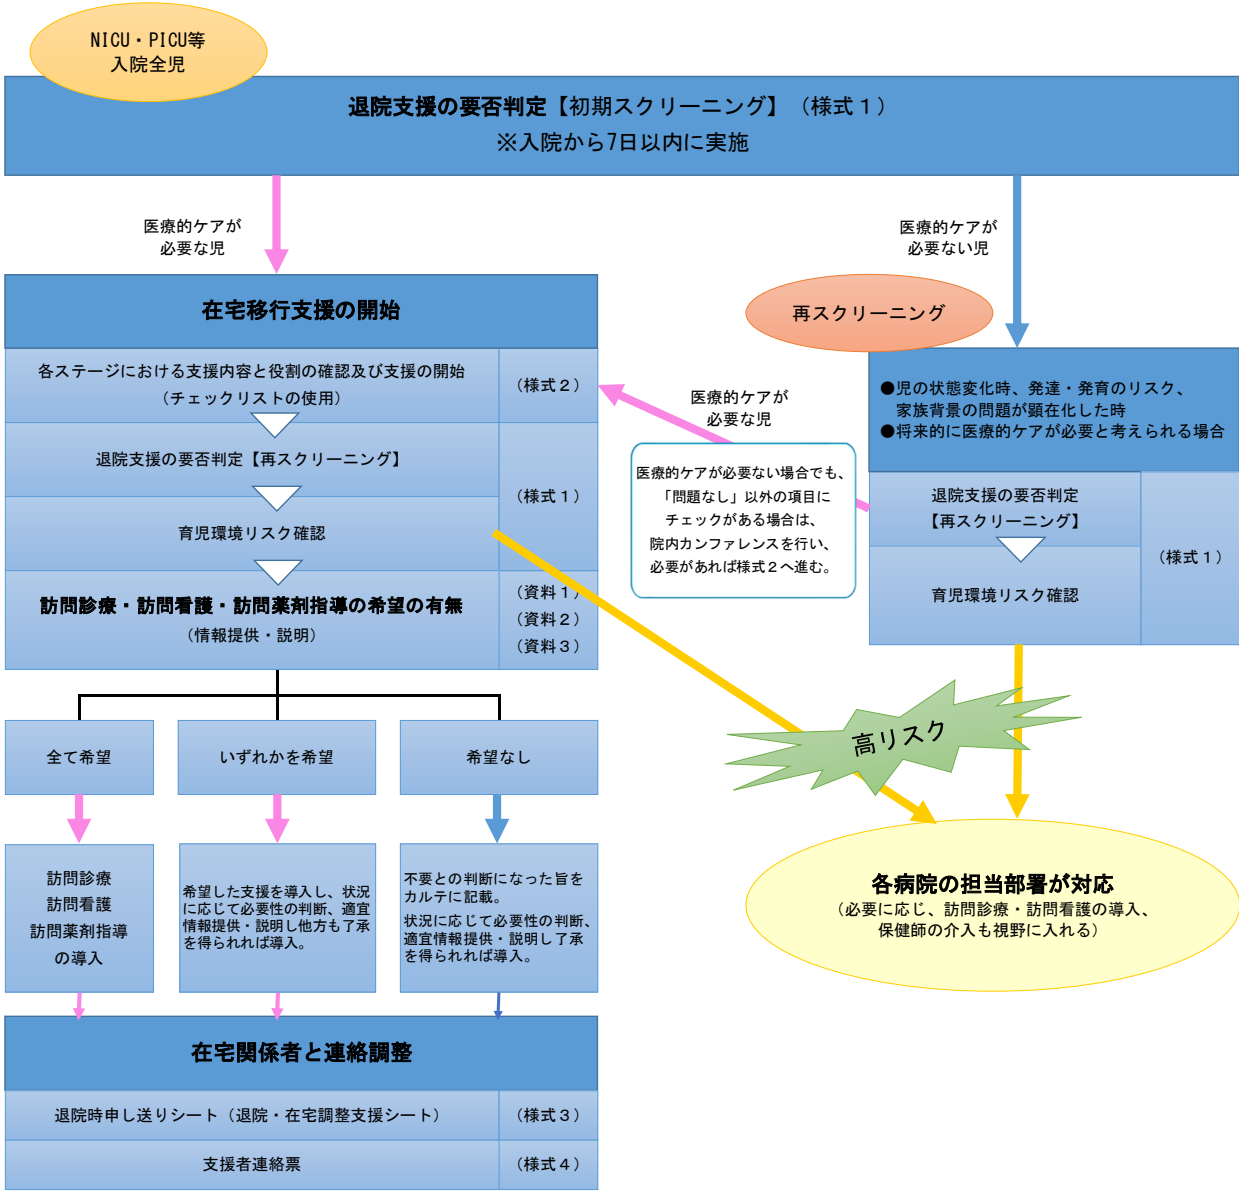 NICU・PICU等
入院全児
退院支援の要否判定【初期スクリーニング】（様式１）
※入院から7日以内に実施
医療的ケアが
必要な児
医療的ケアが
必要ない児
在宅移行支援の開始
各ステージにおける支援内容と役割の確認及び支援の開始
（チェックリストの使用）
（様式２）
退院支援の要否判定【再スクリーニング】
（様式１）
育児環境リスク確認
訪問診療・訪問看護・訪問薬剤指導の希望の有無
（情報提供・説明）
（資料１）
（資料２）
（資料３）
再スクリーニング
●児の状態変化時、発達・発育のリスク、
家族背景の問題が顕在化した時
●将来的に医療的ケアが必要と考えられる場合
医療的ケアが
必要な児
医療的ケアが必要ない場合でも、
「問題なし」以外の項目に
チェックがある場合は、
院内カンファレンスを行い、
必要があれば様式２へ進む。
退院支援の要否判定
【再スクリーニング】
（様式１）
育児環境リスク確認
高リスク
全て希望
いずれかを希望
希望なし
訪問診療
訪問看護
訪問薬剤指導
の導入
希望した支援を導入し、状況
に応じて必要性の判断、適宜
情報提供・説明し他方も了承
を得られれば導入。
不要との判断になった旨を
カルテに記載。
状況に応じて必要性の判断、
適宜情報提供・説明し了承
を得られれば導入。
各病院の担当部署が対応
（必要に応じ、訪問診療・訪問看護の導入、
保健師の介入も視野に入れる）
在宅関係者と連絡調整
退院時申し送りシート（退院・在宅調整支援シート）
（様式３）
支援者連絡票
（様式４）